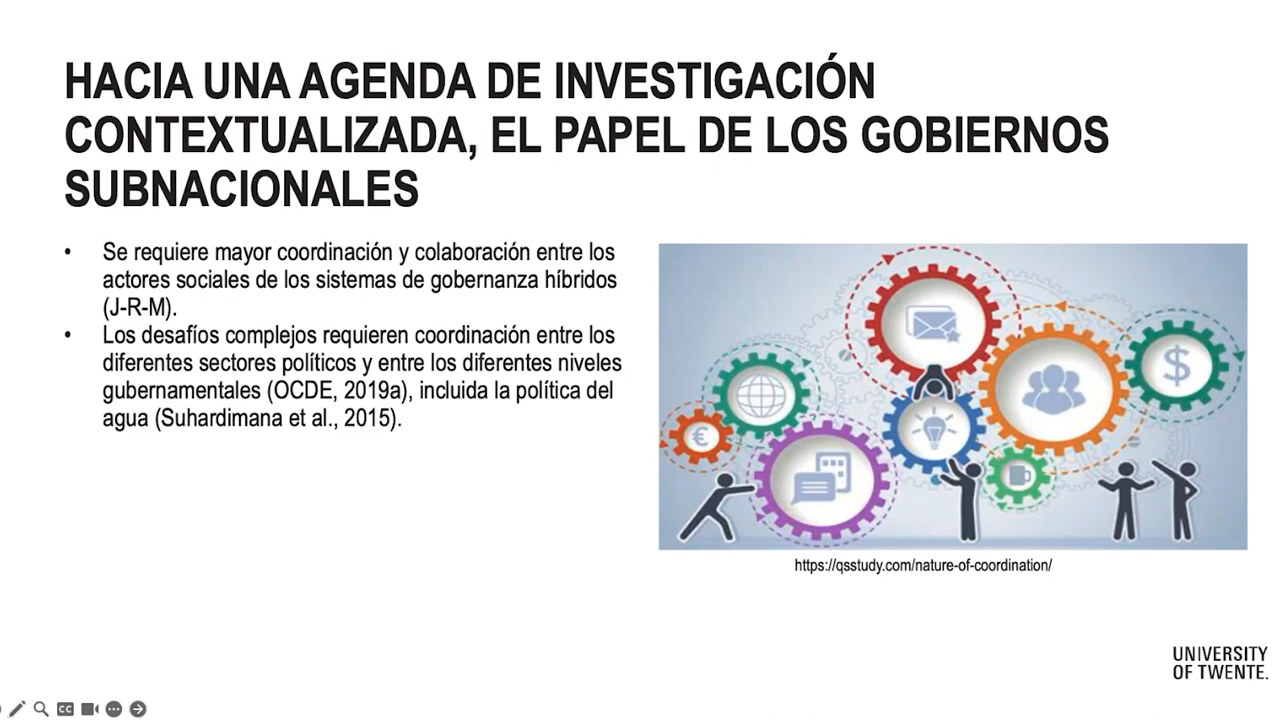 HACIA UNA AGENDA DE INVESTIGACIÓN
CONTEXTUALIZADA, EL PAPEL DE LOS GOBIERNOS
SUBNACIONALES
• Se requiere mayor coordinación y colaboración entre los
actores sociales de los sistemas de gobernanza híbridos
(J-R-M).
• Los desafíos complejos requieren coordinación entre los
diferentes sectores políticos y entre los diferentes niveles
gubernamentales (OCDE, 2019a), incluida la política del
agua (Suhardimana et al., 2015).
€
$
https://qsstudy.com/nature-of-coordination/
UNIVERSITY
OF TWENTE.
CC